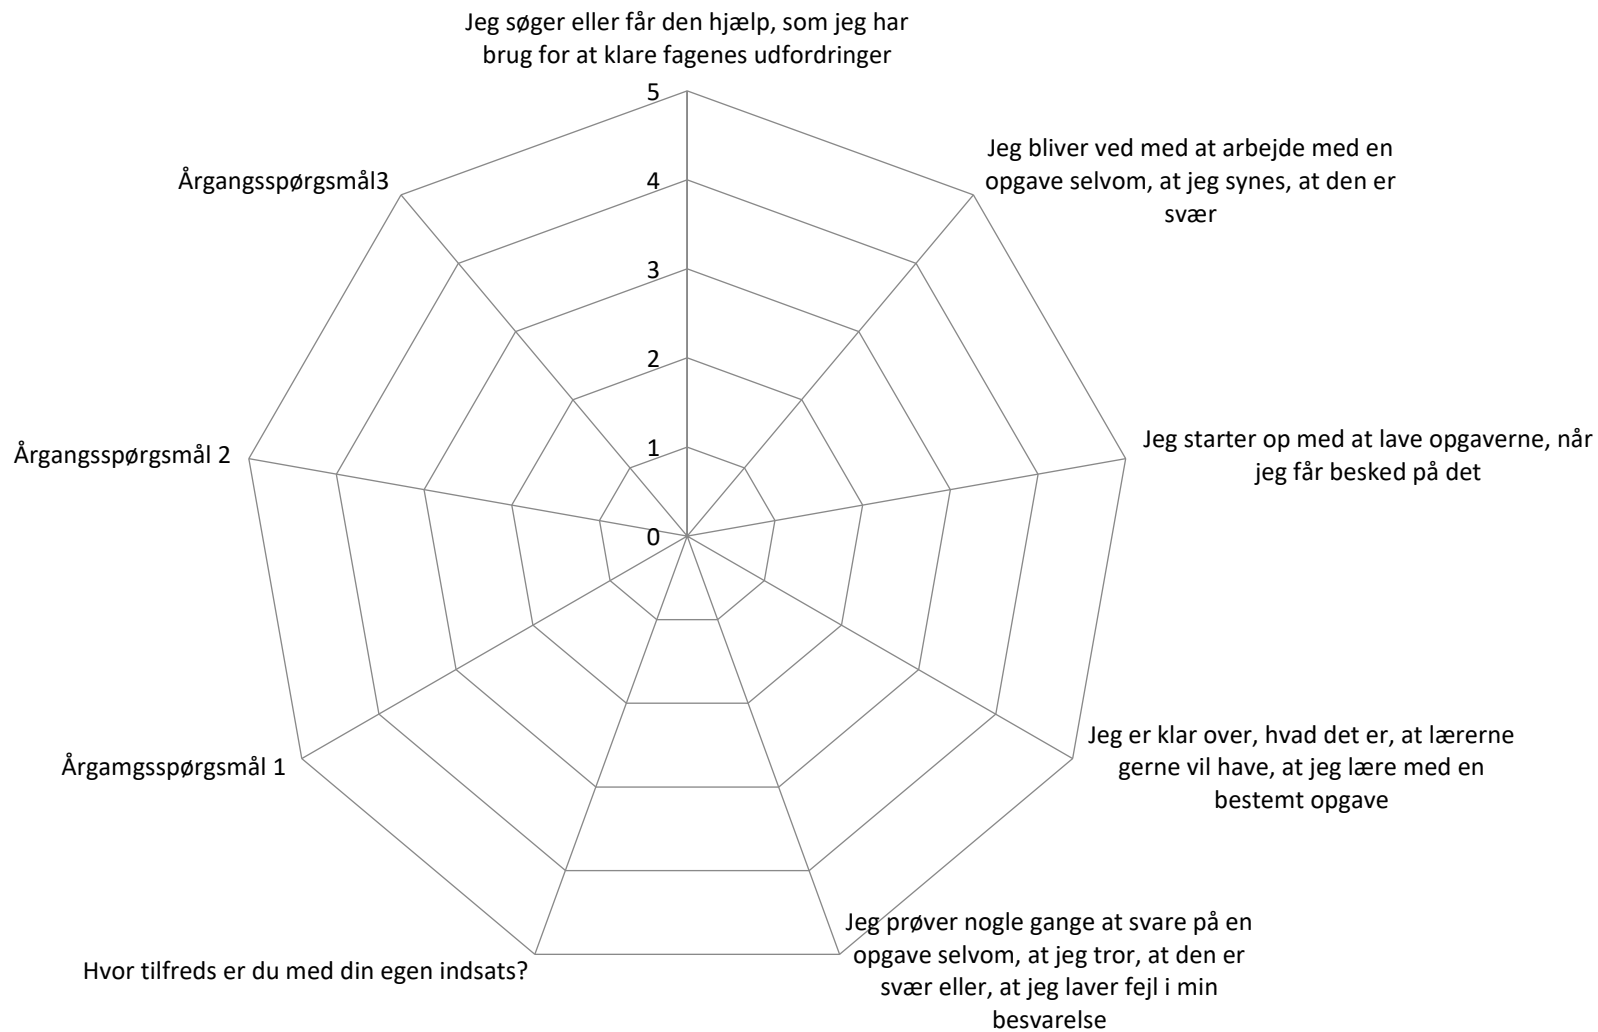 Jeg søger eller får den hjælp, som jeg har
brug for at klare fagenes udfordringer
5
4
3
2
1
0
Jeg bliver ved med at arbejde med en
opgave selvom, at jeg synes, at den er
svær
Jeg starter op med at lave opgaverne, når
jeg får besked på det
Jeg er klar over, hvad det er, at lærerne
gerne vil have, at jeg lære med en
bestemt opgave
Jeg prøver nogle gange at svare på en
opgave selvom, at jeg tror, at den er
svær eller, at jeg laver fejl i min
besvarelse
Hvor tilfreds er du med din egen indsats?
Årgamgsspørgsmål 1
Årgangsspørgsmål 2
Årgangsspørgsmål3